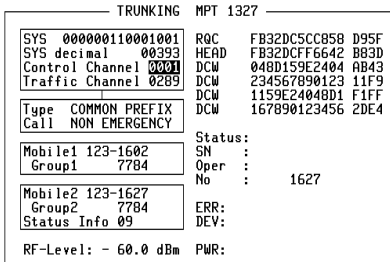 TRUNKING MPT 1327
SYS 000000110001001
SYS decimal 00393
Control Channel 0001
Traffic Channel 0289
Type COMMON PREFIX
Call NON EMERGENCY
Mobile1 123-1602
Group1 7784
Mobile2 123-1627
Group2 7784
Status Info 09
RF-Level: - 60.0 dBm
RQC FB32DC5CC858 D95F
HEAD FB32DCFF6642 B83D
DCW 048D159E2404 AB43
DCW 234567890123 11F9
DCW 1159E24048D1 F1FF
DCW 167890123456 2DE4
Status:
SN :
Oper :
No : 1627
ERR:
DEV:
PWR: